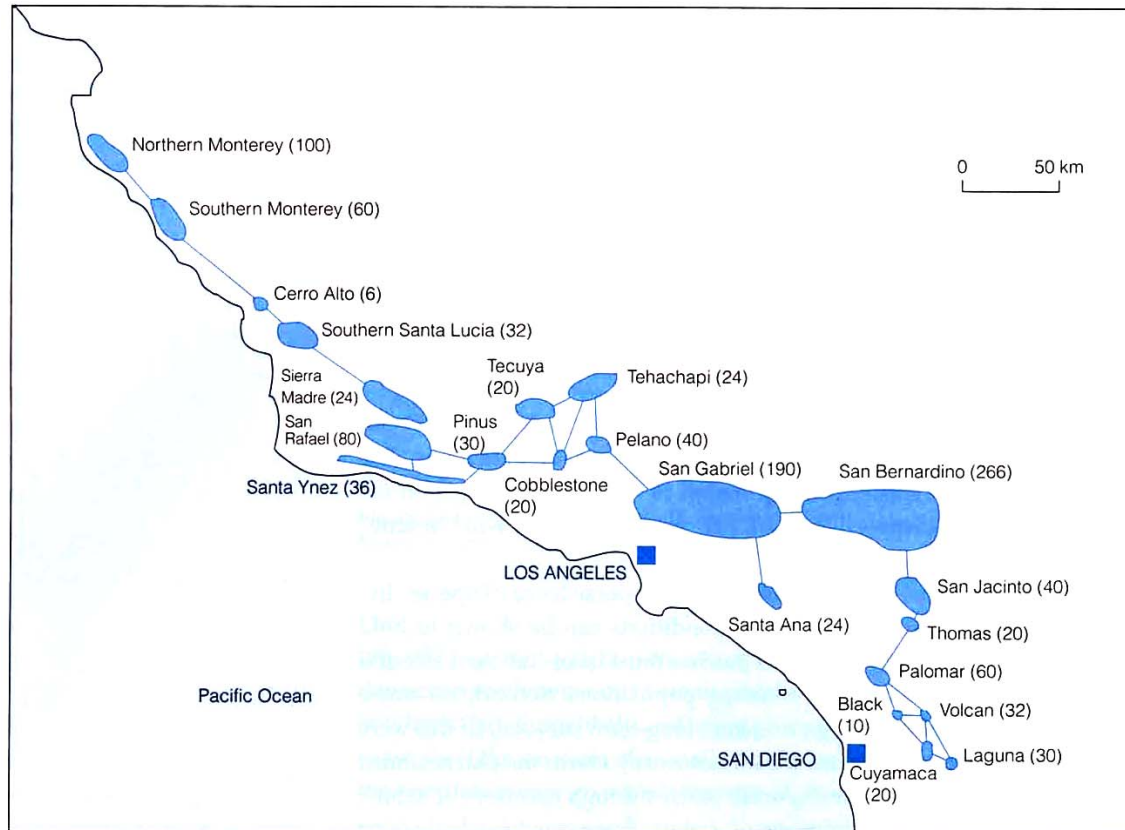 Northern Monterey (100)
0 50 km
Southern Monterey (60)
Cerro Alto (6)
Southern Santa Lucia (32)
Sierra
Madre (24)
San
Rafael (80)
Santa Ynez (36)
Pinus
(30)
Tecuya
(20)
Cobblestone
(20)
Tehachapi (24)
Pelano (40)
San Gabriel (190)
San Bernardino (266)
LOS ANGELES
Santa Ana (24)
San Jacinto (40)
Thomas (20)
Palomar (60)
Pacific Ocean
Black
(10)
Volcan (32)
SAN DIEGO
Cuyamaca
(20)
Laguna (30)